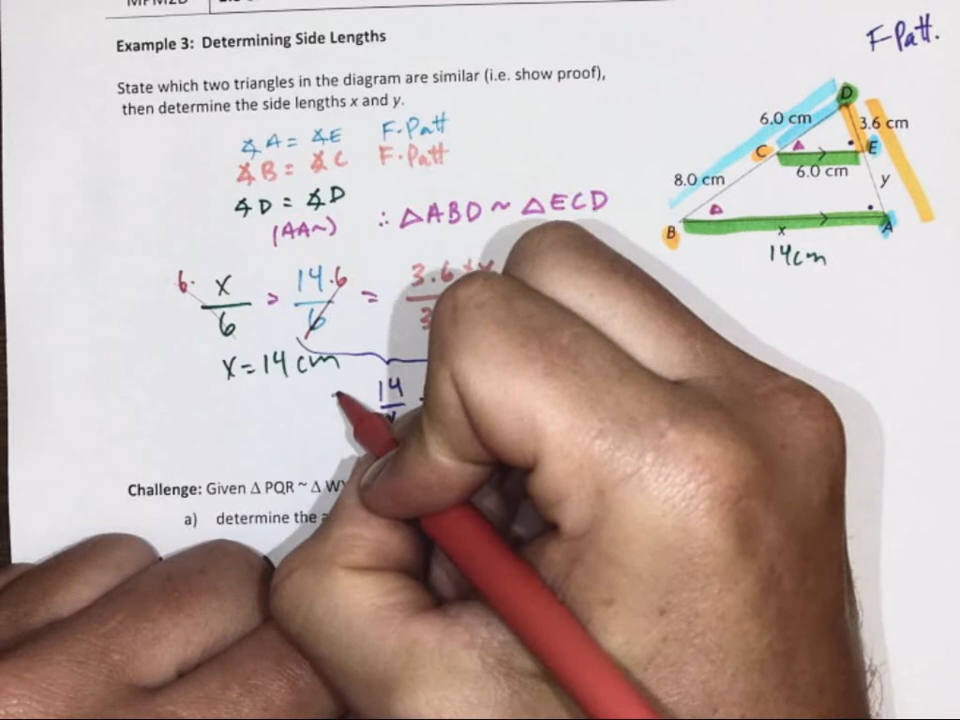 Example 3: Determining Side Lengths
F-Patt.
State which two triangles in the diagram are similar (i.e. show proof),
then determine the side lengths x and y.
∡A = ∡E F-Patt
∡B = ∡C F-Patt
∡D = ∡D
(AA~) ∴ △ABD ~ △ECD
6· x/6 = 14·6/6 =
x = 14 cm
14
D
6.0 cm
3.6 cm
C
E
6.0 cm
8.0 cm
y
B
x
A
14cm
Challenge: Given Δ PQR ~ Δ
a) determine the